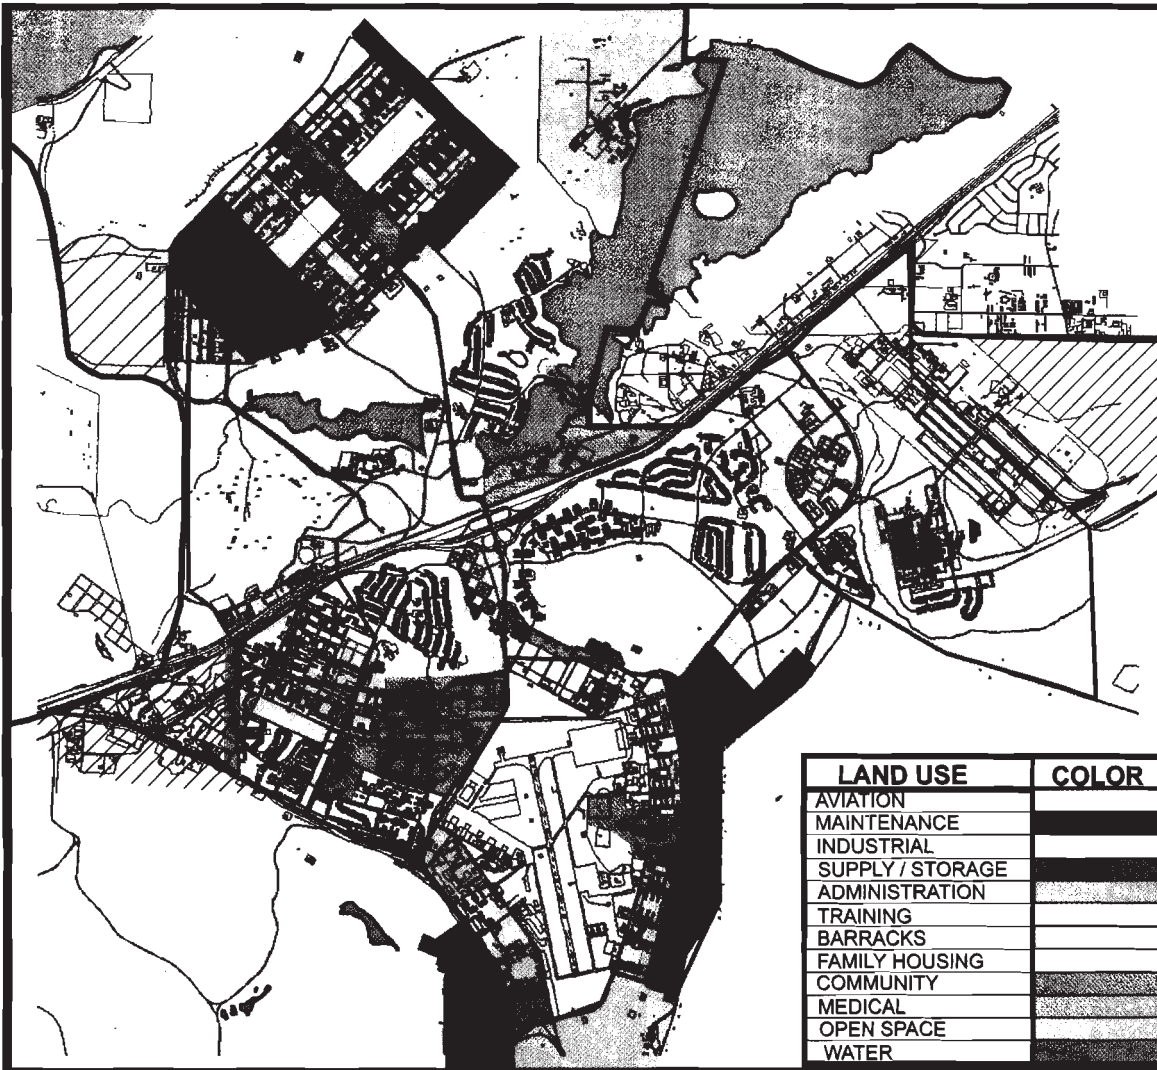 LAND USE COLOR
AVIATION
MAINTENANCE
INDUSTRIAL
SUPPLY / STORAGE
ADMINISTRATION
TRAINING
BARRACKS
FAMILY HOUSING
COMMUNITY
MEDICAL
OPEN SPACE
WATER